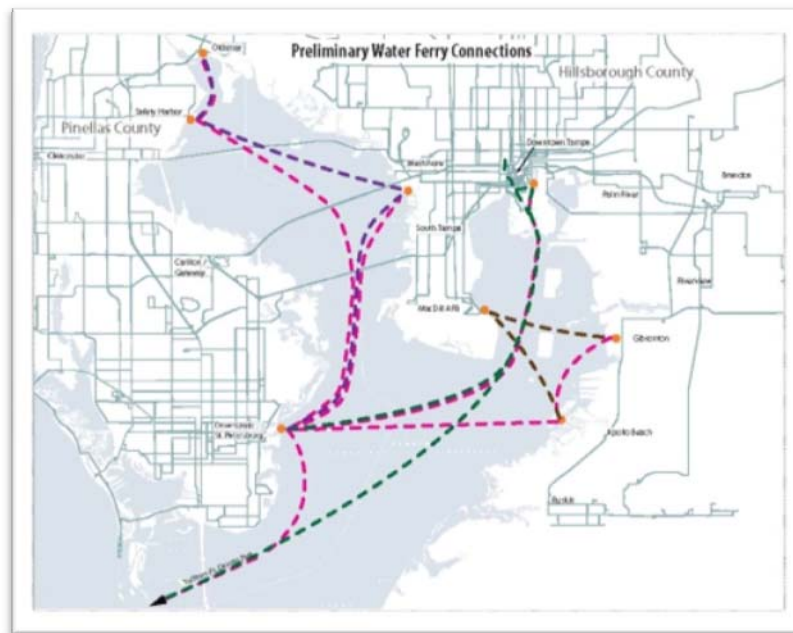 Preliminary Water Ferry Connections
Oldsmar
Hillsborough County
Safety Harbor
Pinellas County
Downtown Tampa
Clearwater
Westshore
Brandon
Palm River
South Tampa
Carillon /
Gateway
Riverview
MacDill AFB
Gibsonton
Downtown
St. Petersburg
Apollo Beach
Ruskin